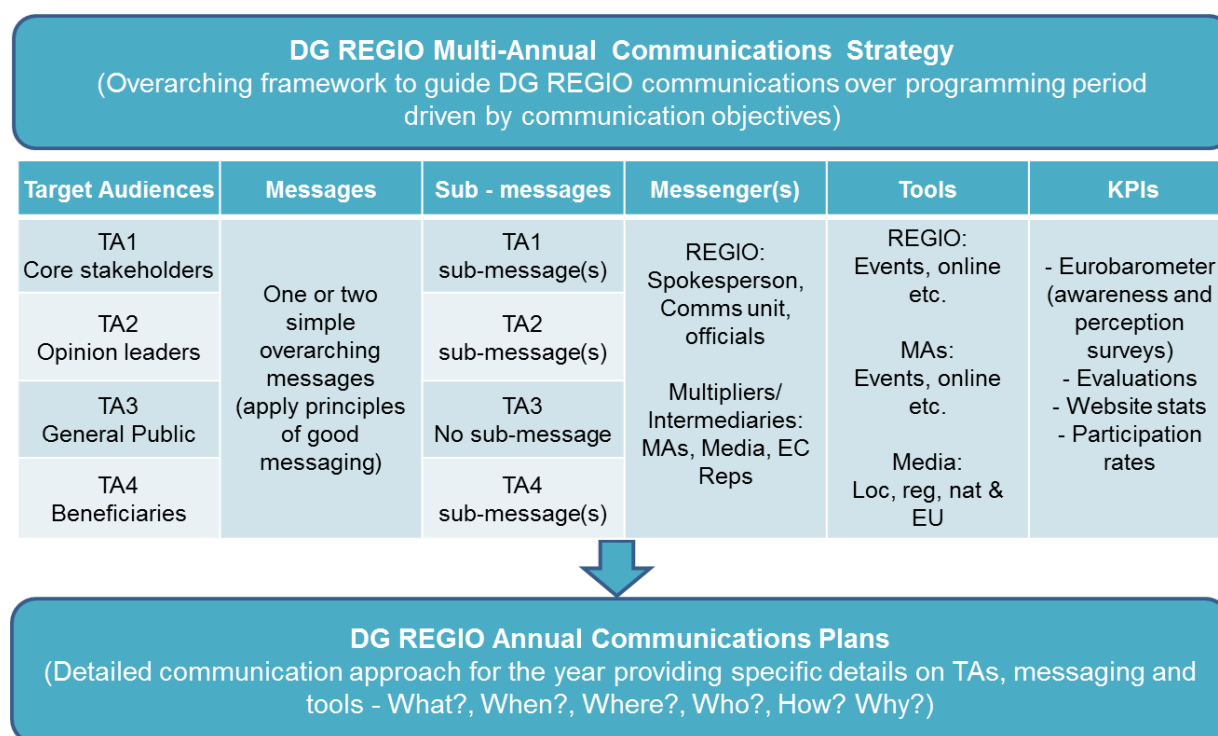 DG REGIO Multi-Annual Communications Strategy
(Overarching framework to guide DG REGIO communications over programming period
driven by communication objectives)
Target Audiences
Messages
Sub - messages
Messenger(s)
Tools
KPIs
TA1
Core stakeholders
TA2
Opinion leaders
TA3
General Public
TA4
Beneficiaries
One or two
simple
overarching
messages
(apply principles
of good
messaging)
TA1
sub-message(s)
TA2
sub-message(s)
TA3
No sub-message
TA4
sub-message(s)
REGIO:
Spokesperson,
Comms unit,
officials
Multipliers/
Intermediaries:
MAs, Media, EC
Reps
REGIO:
Events, online
etc.
MAs:
Events, online
etc.
Media:
Loc, reg, nat &
EU
- Eurobarometer
(awareness and
perception
surveys)
- Evaluations
- Website stats
- Participation
rates
DG REGIO Annual Communications Plans
(Detailed communication approach for the year providing specific details on TAs, messaging and
tools - What?, When?, Where?, Who?, How? Why?)